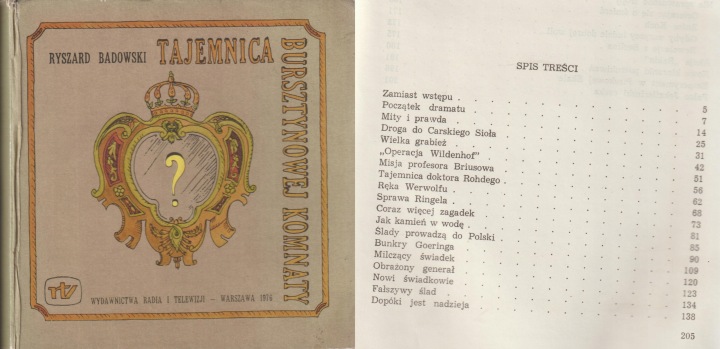 RYSZARD BADOWSKI TAJEMNICA
BURSZTYNOWEJ KOMNATY
?
rtv
WYDAWNICTWA RADIA I TELEWIZJI — WARSZAWA 1976
SPIS TREŚCI
Zamiast wstępu . . . 5
Początek dramatu . . . 7
Mity i prawda . . . 14
Droga do Carskiego Sioła . . . 25
Wielka grabież . . . 31
„Operacja Wildenhof” . . . 42
Misja profesora Briusowa . . . 51
Tajemnica doktora Rohdego . . . 56
Ręka Werwolfu . . . 62
Sprawa Ringela . . . 68
Coraz więcej zagadek . . . 73
Jak kamień w wodę . . . 81
Ślady prowadzą do Polski . . . 85
Bunkry Goeringa . . . 90
Milczący świadek . . . 109
Obrażony generał . . . 120
Nowi świadkowie . . . 123
Fałszywy ślad . . . 134
Dopóki jest nadzieja . . . 138
205